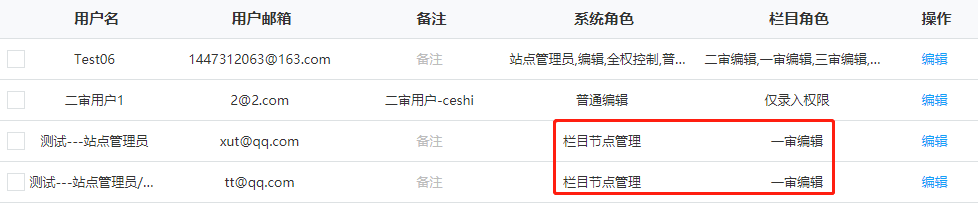 用户名 用户邮箱 备注 系统角色 栏目角色 操作
Test06 1447312063@163.com 备注 站点管理员,编辑,全权控制,普... 二审编辑,一审编辑,三审编辑,... 编辑
二审用户1 2@2.com 二审用户-ceshi 普通编辑 仅录入权限 编辑
测试---站点管理员 xut@qq.com 备注 栏目节点管理 一审编辑 编辑
测试---站点管理员/... tt@qq.com 备注 栏目节点管理 一审编辑 编辑